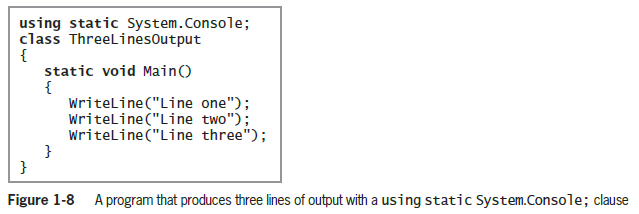 using static System.Console;
class ThreeLinesOutput
{
   static void Main()
   {
      WriteLine("Line one");
      WriteLine("Line two");
      WriteLine("Line three");
   }
}
Figure 1-8 A program that produces three lines of output with a using static System.Console; clause